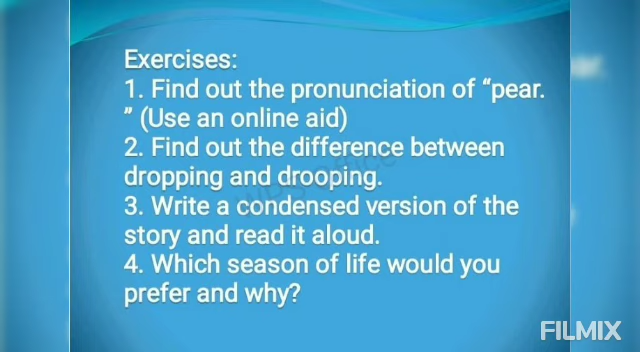 Exercises:
1. Find out the pronunciation of “pear.
” (Use an online aid)
2. Find out the difference between
dropping and drooping.
3. Write a condensed version of the
story and read it aloud.
4. Which season of life would you
prefer and why?
WPS Office
FILMIX